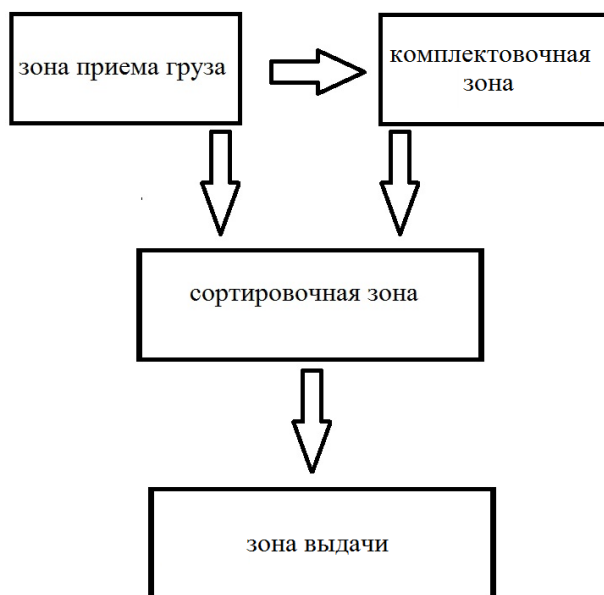 зона приема груза
комплектовочная
зона
сортировочная зона
зона выдачи